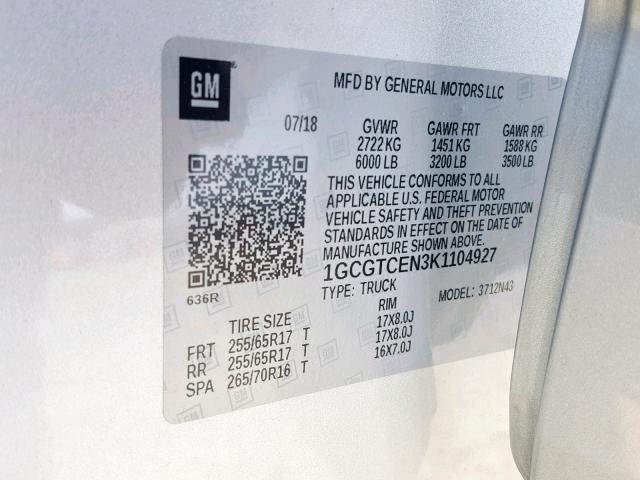 GM
MFD BY GENERAL MOTORS LLC
07/18 GVWR GAWR FRT GAWR RR
2722 KG 1451 KG 1588 KG
6000 LB 3200 LB 3500 LB
THIS VEHICLE CONFORMS TO ALL
APPLICABLE U.S. FEDERAL MOTOR
VEHICLE SAFETY AND THEFT PREVENTION
STANDARDS IN EFFECT ON THE DATE OF
MANUFACTURE SHOWN ABOVE.
1GCGTCEN3K1104927
636R
TYPE: TRUCK MODEL: 3712N43
TIRE SIZE RIM
FRT 255/65R17 T 17X8.0J
RR 255/65R17 T 17X8.0J
SPA 265/70R16 T 16X7.0J